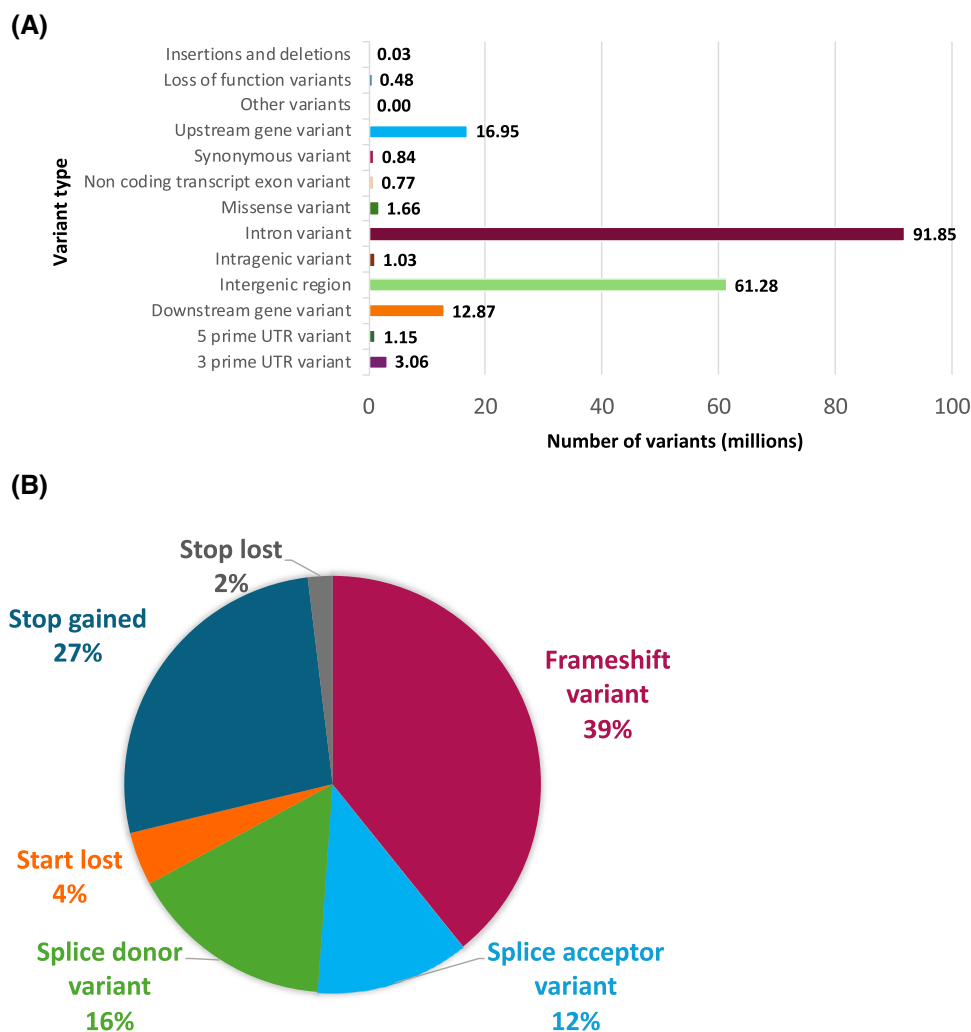 (A)
Variant type
Insertions and deletions 0.03
Loss of function variants 0.48
Other variants 0.00
Upstream gene variant 16.95
Synonymous variant 0.84
Non coding transcript exon variant 0.77
Missense variant 1.66
Intron variant 91.85
Intragenic variant 1.03
Intergenic region 61.28
Downstream gene variant 12.87
5 prime UTR variant 1.15
3 prime UTR variant 3.06
0 20 40 60 80 100
Number of variants (millions)
(B)
Stop lost
2%
Stop gained
27%
Frameshift
variant
39%
Start lost
4%
Splice donor
variant
16%
Splice acceptor
variant
12%